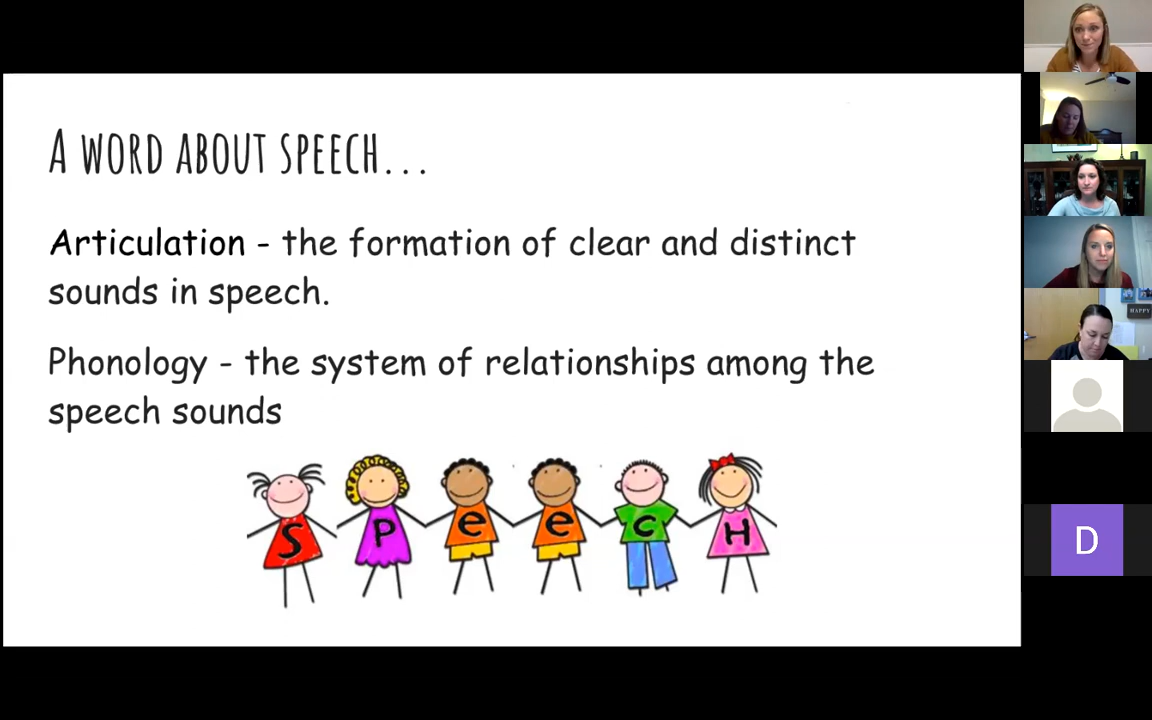 A WORD ABOUT SPEECH...
Articulation - the formation of clear and distinct
sounds in speech.
Phonology - the system of relationships among the
speech sounds
S P e e C H
HAPPY
D